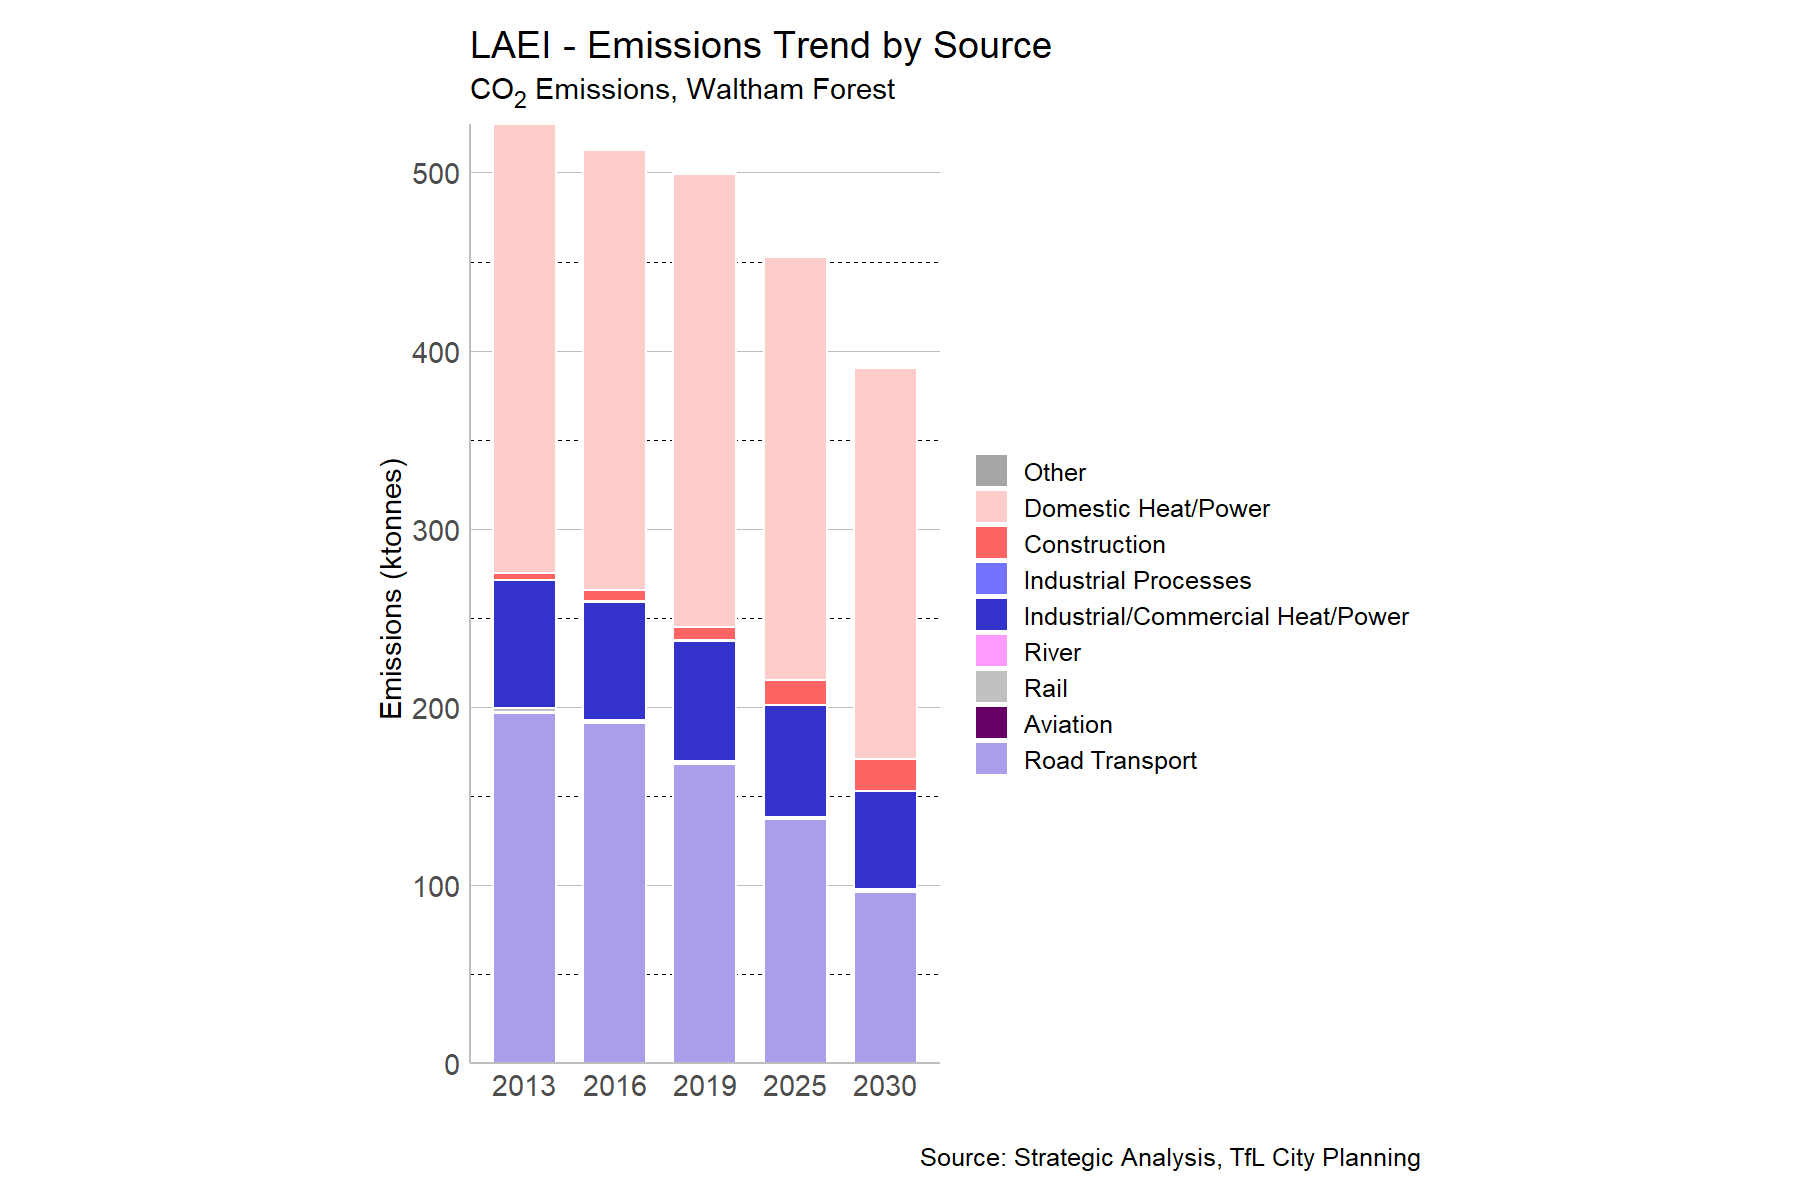 LAEI - Emissions Trend by Source
CO₂ Emissions, Waltham Forest
Emissions (ktonnes)
500
400
300
200
100
0
2013 2016 2019 2025 2030
Other
Domestic Heat/Power
Construction
Industrial Processes
Industrial/Commercial Heat/Power
River
Rail
Aviation
Road Transport
Source: Strategic Analysis, TfL City Planning